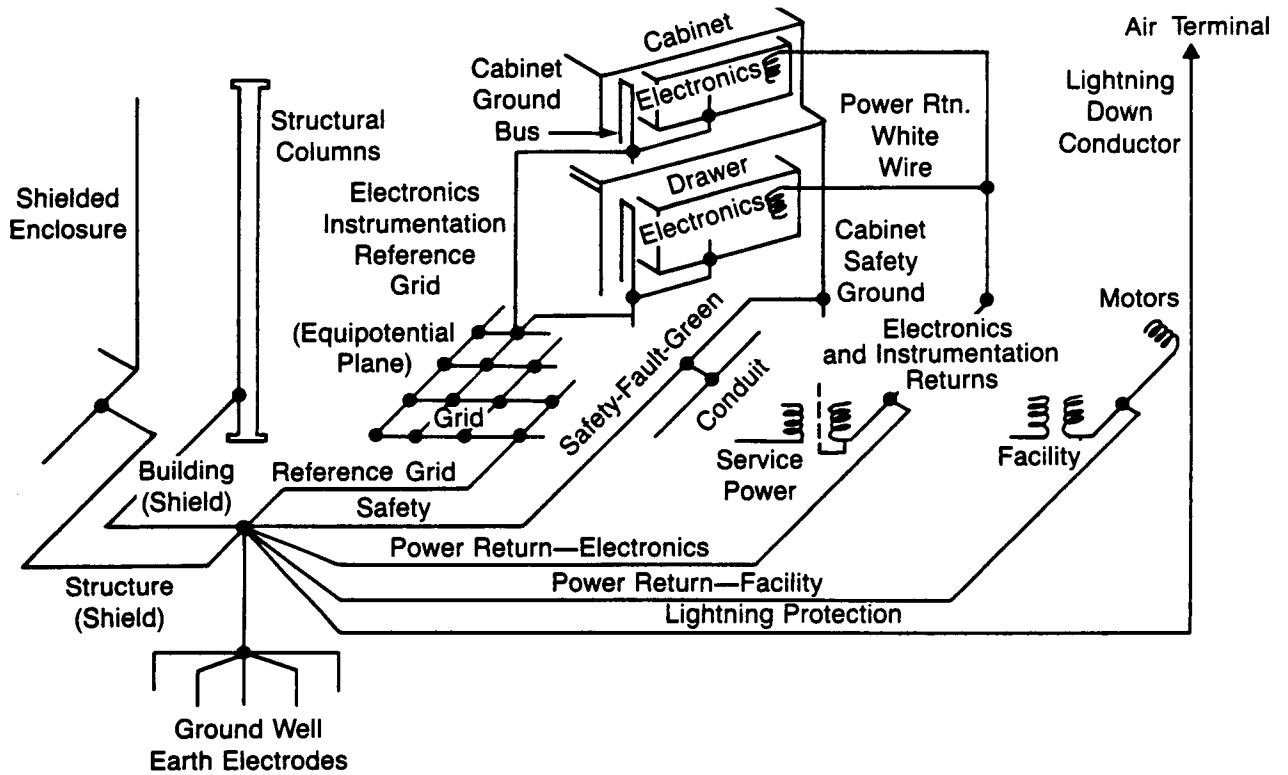 Air Terminal
Cabinet
Cabinet
Ground
Bus
Electronics
Lightning
Down
Conductor
Structural
Columns
Power Rtn.
White
Wire
Shielded
Enclosure
Electronics
Instrumentation
Reference
Grid
Drawer
Electronics
Cabinet
Safety
Ground
Motors
(Equipotential
Plane)
Electronics
and Instrumentation
Returns
Safety-Fault-Green
Conduit
Grid
Building
(Shield)
Reference Grid
Service
Power
Facility
Safety
Power Return—Electronics
Structure
(Shield)
Power Return—Facility
Lightning Protection
Ground Well
Earth Electrodes